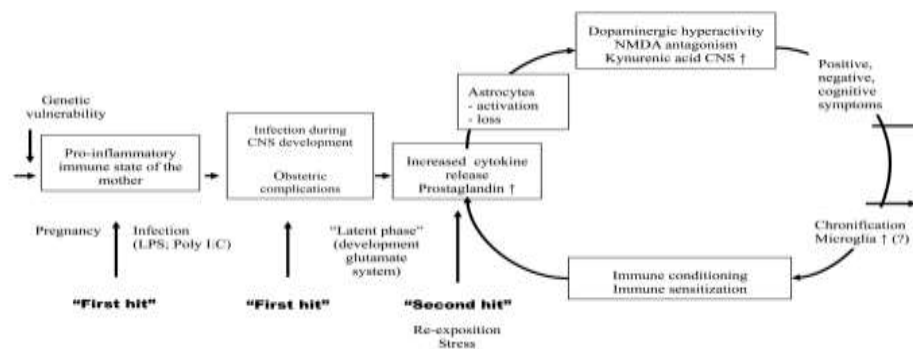 Genetic
vulnerability
Pro-inflammatory
immune state of the
mother
Pregnancy
Infection
(LPS; Poly I:C)
"First hit"
Infection during
CNS development
Obstetric
complications
"First hit"
"Latent phase"
(development
glutamate
system)
Increased cytokine
release
Prostaglandin ↑
"Second hit"
Re-exposition
Stress
Astrocytes
- activation
- loss
Dopaminergic hyperactivity
NMDA antagonism
Kynurenic acid CNS ↑
Positive,
negative,
cognitive
symptoms
Chronification
Microglia ↑ (?)
Immune conditioning
Immune sensitization